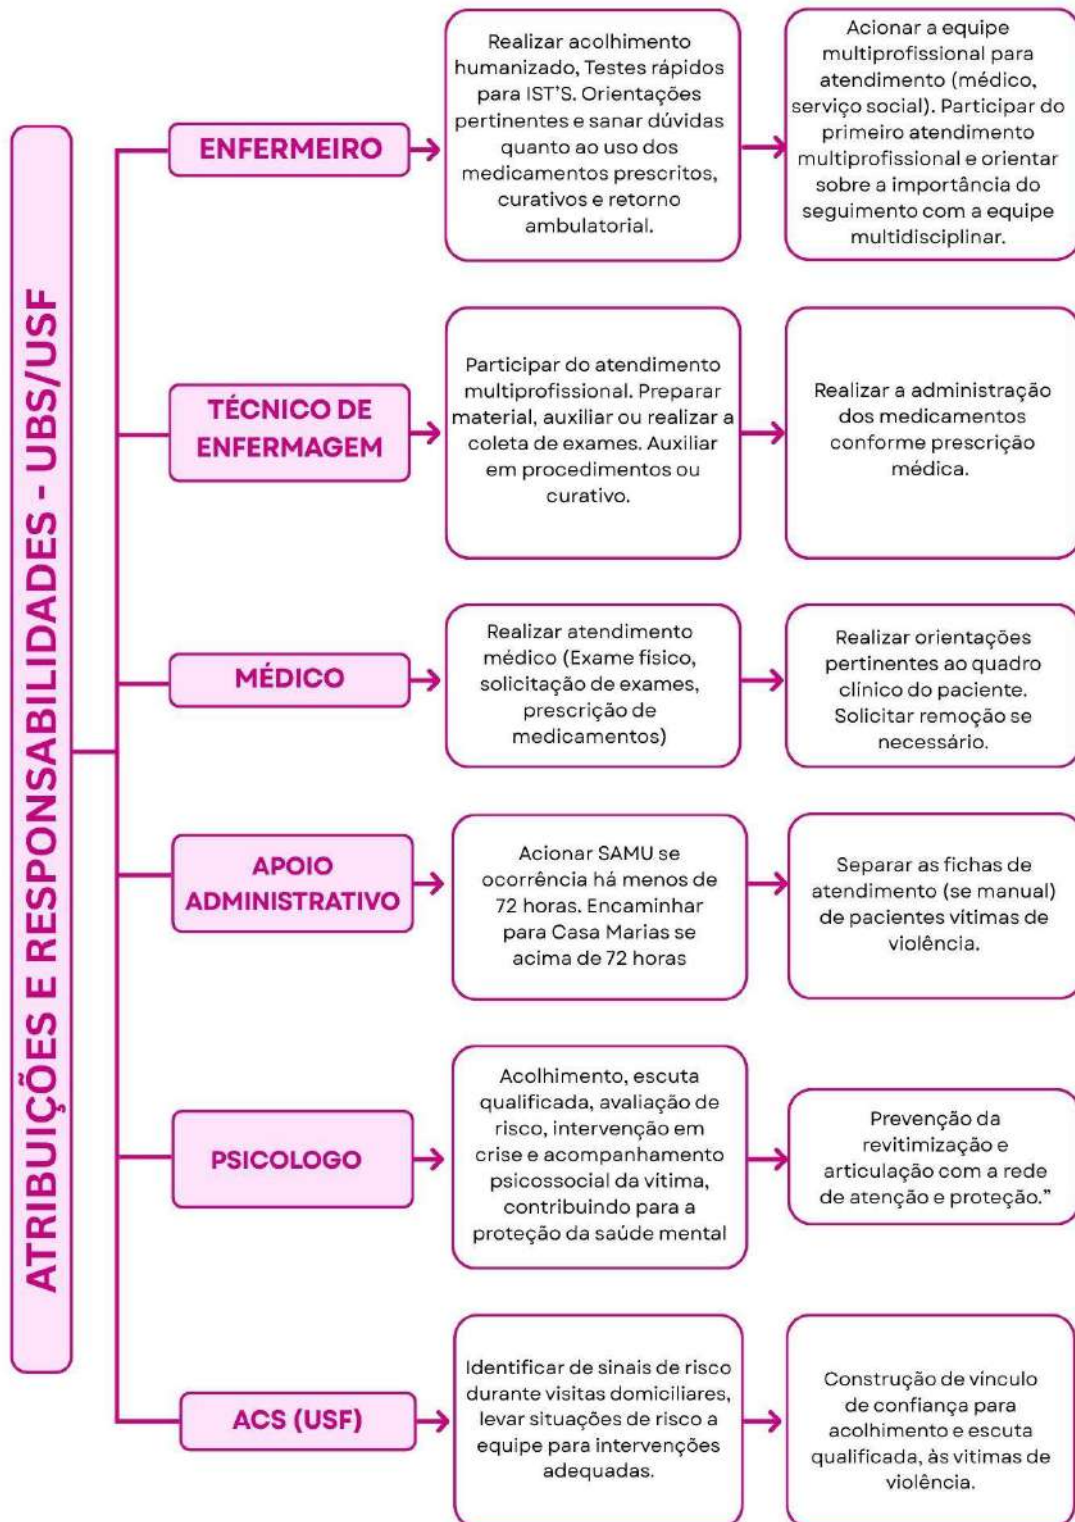 ATRIBUIÇÕES E RESPONSABILIDADES - UBS/USF
ENFERMEIRO
Realizar acolhimento
humanizado, Testes rápidos
para IST'S. Orientações
pertinentes e sanar dúvidas
quanto ao uso dos
medicamentos prescritos,
curativos e retorno
ambulatorial.
Acionar a equipe
multiprofissional para
atendimento (médico,
serviço social). Participar do
primeiro atendimento
multiprofissional e orientar
sobre a importância do
seguimento com a equipe
multidisciplinar.
TÉCNICO DE
ENFERMAGEM
Participar do atendimento
multiprofissional. Preparar
material, auxiliar ou realizar a
coleta de exames. Auxiliar
em procedimentos ou
curativo.
Realizar a administração
dos medicamentos
conforme prescrição
médica.
MÉDICO
Realizar atendimento
médico (Exame físico,
solicitação de exames,
prescrição de
medicamentos)
Realizar orientações
pertinentes ao quadro
clínico do paciente.
Solicitar remoção se
necessário.
APOIO
ADMINISTRATIVO
Acionar SAMU se
ocorrência há menos de
72 horas. Encaminhar
para Casa Marias se
acima de 72 horas
Separar as fichas de
atendimento (se manual)
de pacientes vítimas de
violência.
PSICOLOGO
Acolhimento, escuta
qualificada, avaliação de
risco, intervenção em
crise e acompanhamento
psicossocial da vítima,
contribuindo para a
proteção da saúde mental
Prevenção da
revitimização e
articulação com a rede
de atenção e proteção.”
ACS (USF)
Identificar de sinais de risco
durante visitas domiciliares,
levar situações de risco a
equipe para intervenções
adequadas.
Construção de vínculo
de confiança para
acolhimento e escuta
qualificada, às vitimas de
violência.